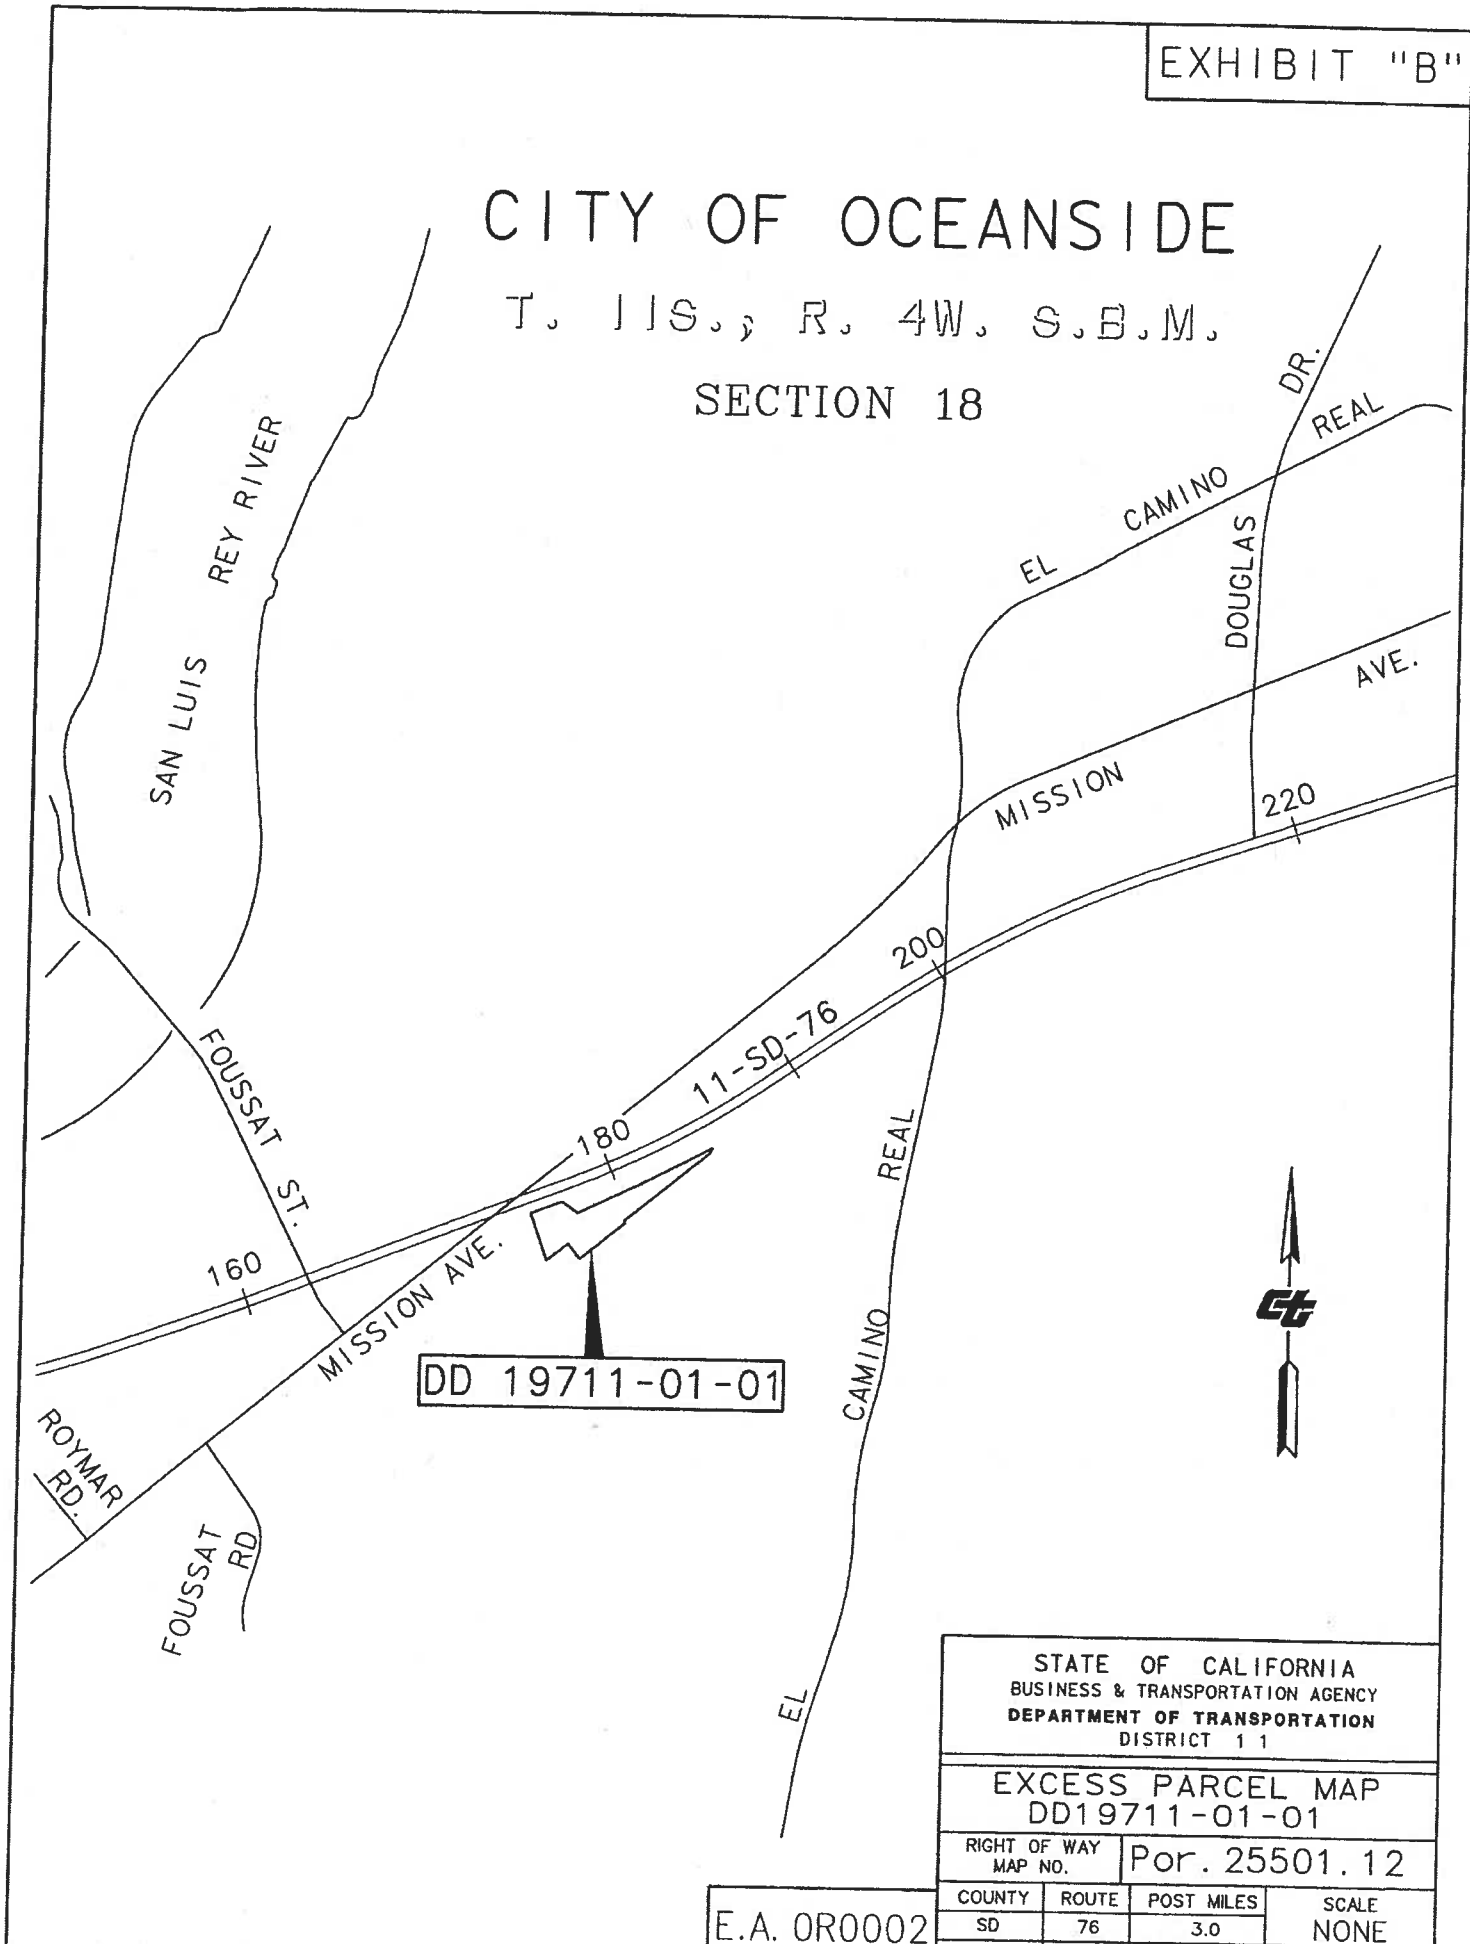 EXHIBIT "B"
CITY OF OCEANSIDE
T. 11S., R. 4W. S.B.M.
SECTION 18
SAN LUIS REY RIVER
DR.
EL CAMINO REAL
DOUGLAS
MISSION AVE.
220
200
11-SD-76
180
160
FOUSSAT ST.
MISSION AVE.
DD 19711-01-01
EL CAMINO REAL
Ct
ROYMAR
RD.
FOUSSAT
RD
STATE OF CALIFORNIA
BUSINESS & TRANSPORTATION AGENCY
DEPARTMENT OF TRANSPORTATION
DISTRICT 11
EXCESS PARCEL MAP
DD19711-01-01
RIGHT OF WAY
MAP NO.
Por. 25501.12
COUNTY ROUTE POST MILES SCALE
SD 76 3.0 NONE
E.A. 0R0002